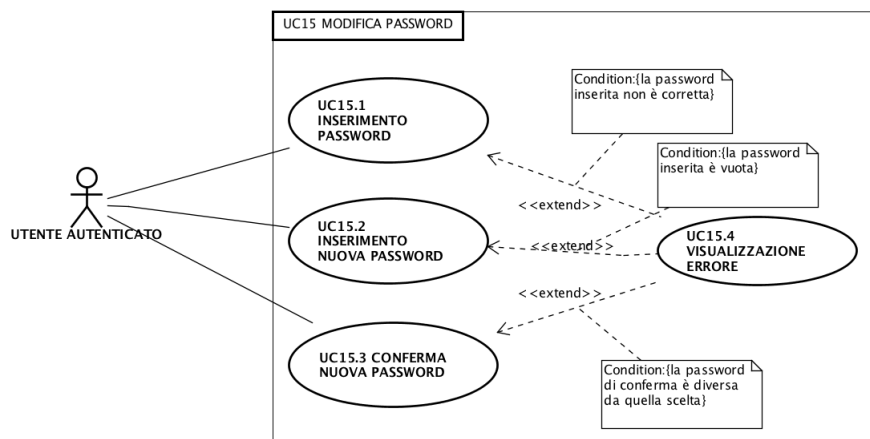 UC15 MODIFICA PASSWORD
Condition:{la password
inserita non è corretta}
UC15.1
INSERIMENTO
PASSWORD
Condition:{la password
inserita è vuota}
<<extend>>
UTENTE AUTENTICATO
UC15.2
INSERIMENTO
NUOVA PASSWORD
<<extend>>
UC15.4
VISUALIZZAZIONE
ERRORE
<<extend>>
UC15.3 CONFERMA
NUOVA PASSWORD
Condition:{la password
di conferma è diversa
da quella scelta}